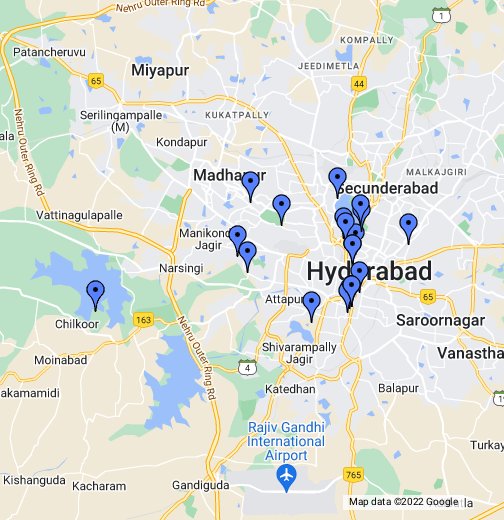 Nehru Outer Ring Rd
1
KOMPALLY
Patancheruvu
JEEDIMETLA
Miyapur
65
44
Serilingampalle
(M)
KUKATPALLY
Nehru Outer Ring Rd
Kondapur
MALKAJGIRI
Madhapur
Secunderabad
Vattinagulapalle
Manikonda
Jagir
Narsingi
Hyderabad
Attapur
65
Chilkoor
163
Saroornagar
Nehru Outer Ring Rd
Shivarampally
Jagir
Vanastha
Moinabad
4
Katedhan
Balapur
akamamidi
Rajiv Gandhi
International
Airport
Turkay
Kishanguda
Kacharam
Gandiguda
765
Map data ©2022 Google